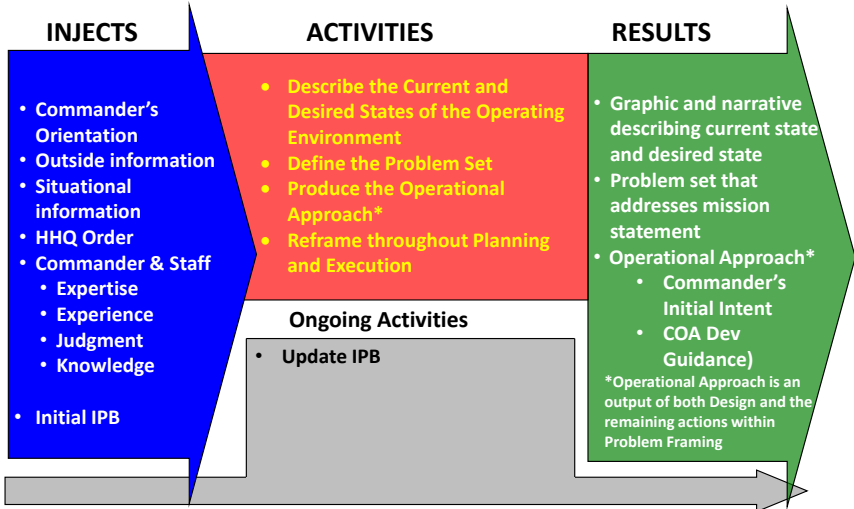 INJECTS
• Commander's
Orientation
• Outside information
• Situational
information
• HHQ Order
• Commander & Staff
• Expertise
• Experience
• Judgment
• Knowledge
• Initial IPB
ACTIVITIES
• Describe the Current and
Desired States of the Operating
Environment
• Define the Problem Set
• Produce the Operational
Approach*
• Reframe throughout Planning
and Execution
Ongoing Activities
• Update IPB
RESULTS
• Graphic and narrative
describing current state
and desired state
• Problem set that
addresses mission
statement
• Operational Approach*
• Commander's
Initial Intent
• COA Dev
Guidance)
*Operational Approach is an
output of both Design and the
remaining actions within
Problem Framing